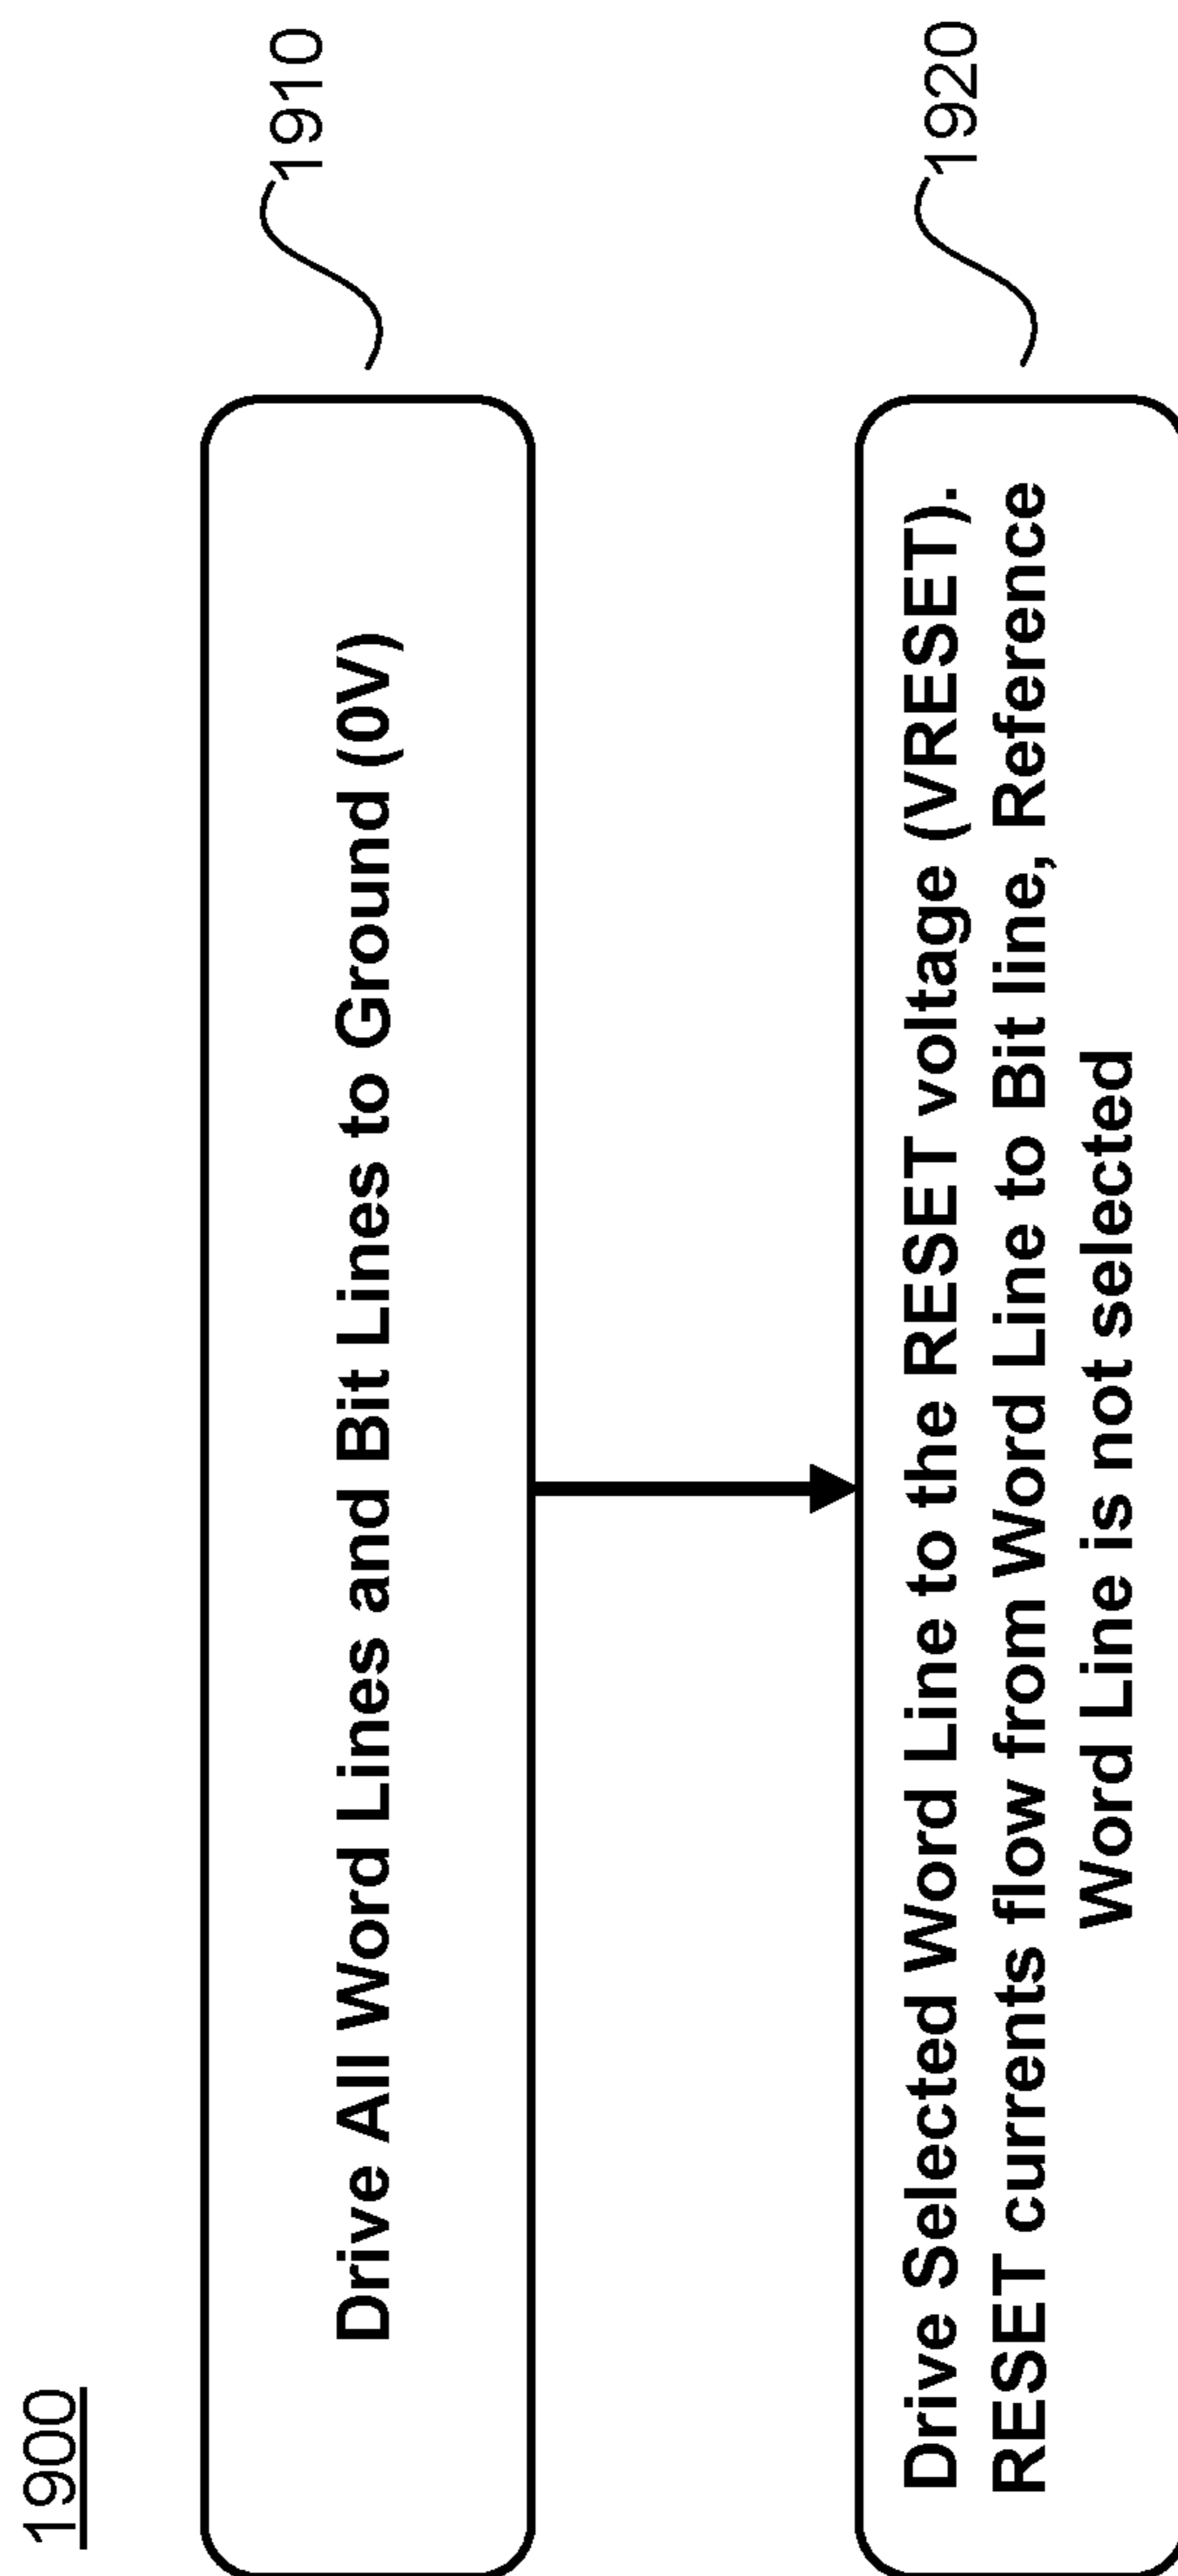 1900
Drive All Word Lines and Bit Lines to Ground (0V)
1910
Drive Selected Word Line to the RESET voltage (VRESET).
RESET currents flow from Word Line to Bit line, Reference
Word Line is not selected
1920